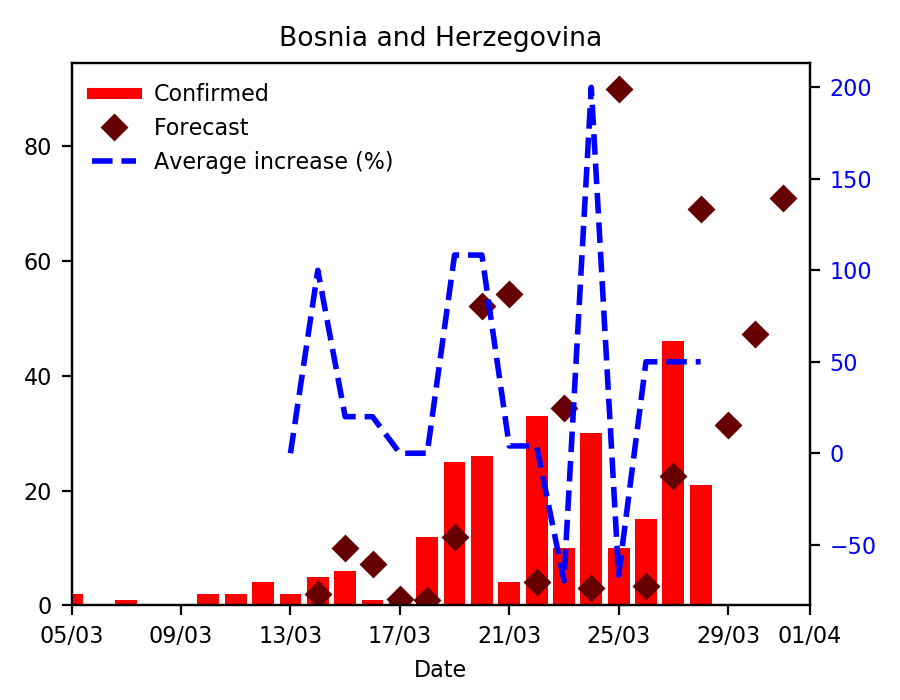 Bosnia and Herzegovina
Confirmed
Forecast
Average increase (%)
80
60
40
20
0
200
150
100
50
0
−50
05/03 09/03 13/03 17/03 21/03 25/03 29/03 01/04
Date